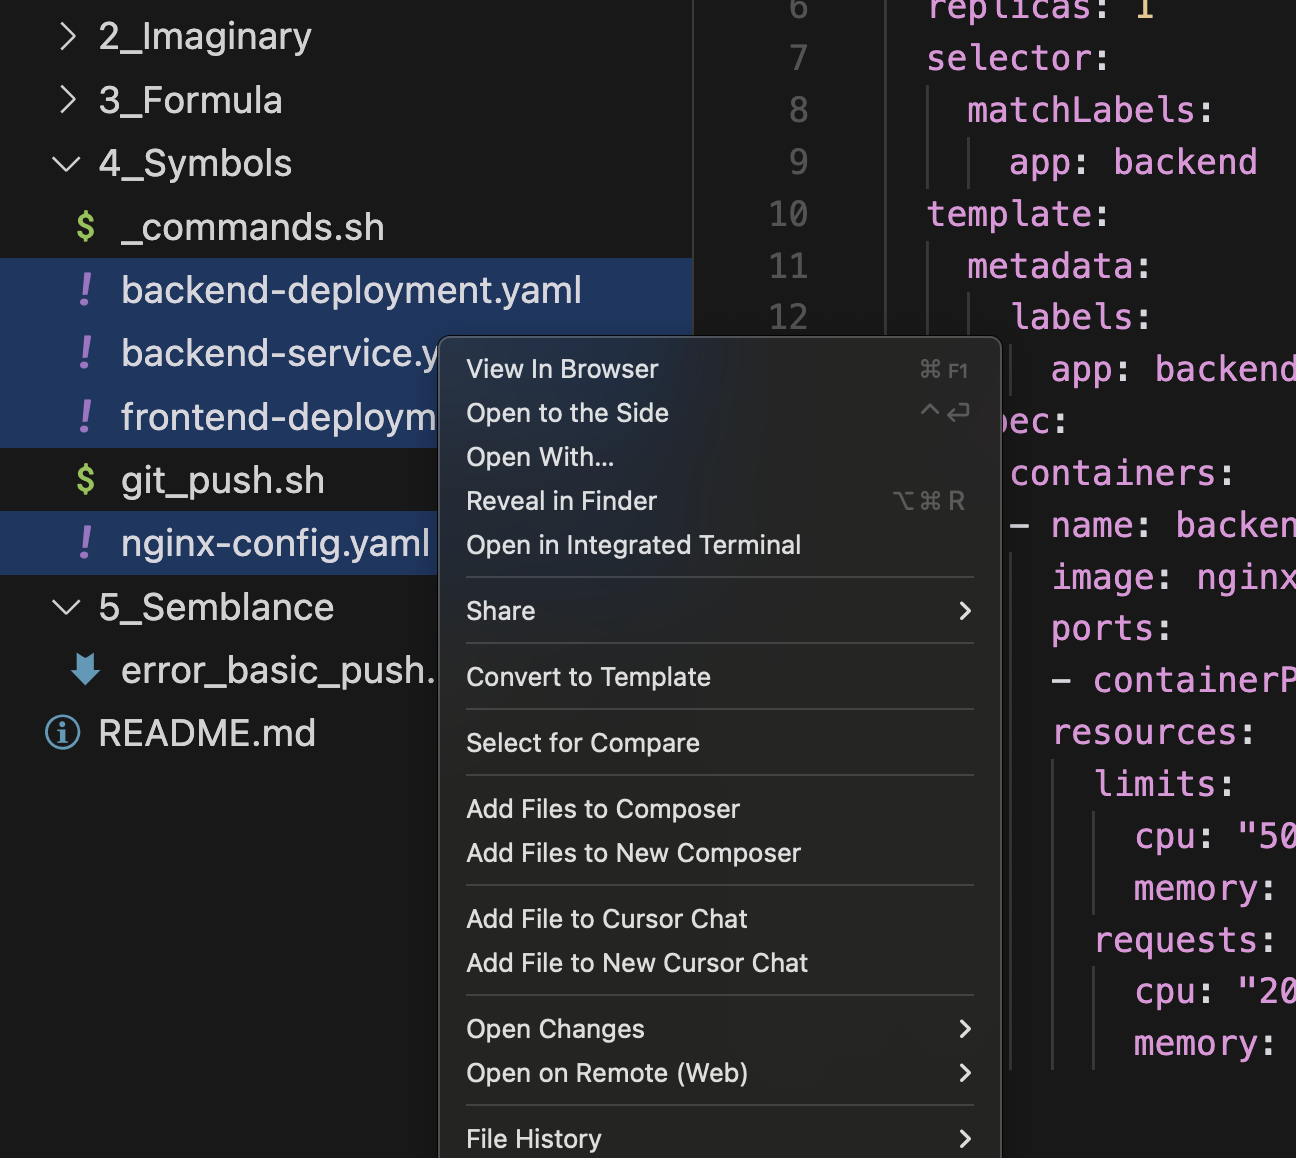 2_Imaginary
3_Formula
4_Symbols
$ _commands.sh
! backend-deployment.yaml
! backend-service.y
! frontend-deploym
$ git_push.sh
! nginx-config.yaml
5_Semblance
error_basic_push.
README.md
View In Browser ⌘ F1
Open to the Side ^ ⏎
Open With...
Reveal in Finder ⌥ ⌘ R
Open in Integrated Terminal
Share
Convert to Template
Select for Compare
Add Files to Composer
Add Files to New Composer
Add File to Cursor Chat
Add File to New Cursor Chat
Open Changes
Open on Remote (Web)
File History
6 replicas: 1
7 selector:
8 matchLabels:
9 app: backend
10 template:
11 metadata:
12 labels:
app: backend
ec:
containers:
- name: backen
image: nginx
ports:
- containerP
resources:
limits:
cpu: "50
memory:
requests:
cpu: "20
memory: